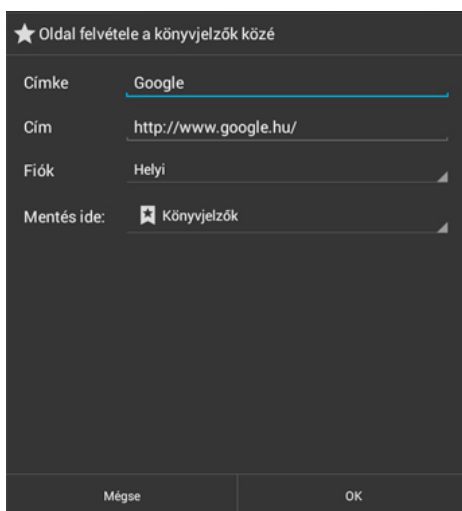 Oldal felvétele a könyvjelzők közé
Címke Google
Cím http://www.google.hu/
Fiók Helyi
Mentés ide: Könyvjelzők
Mégse OK